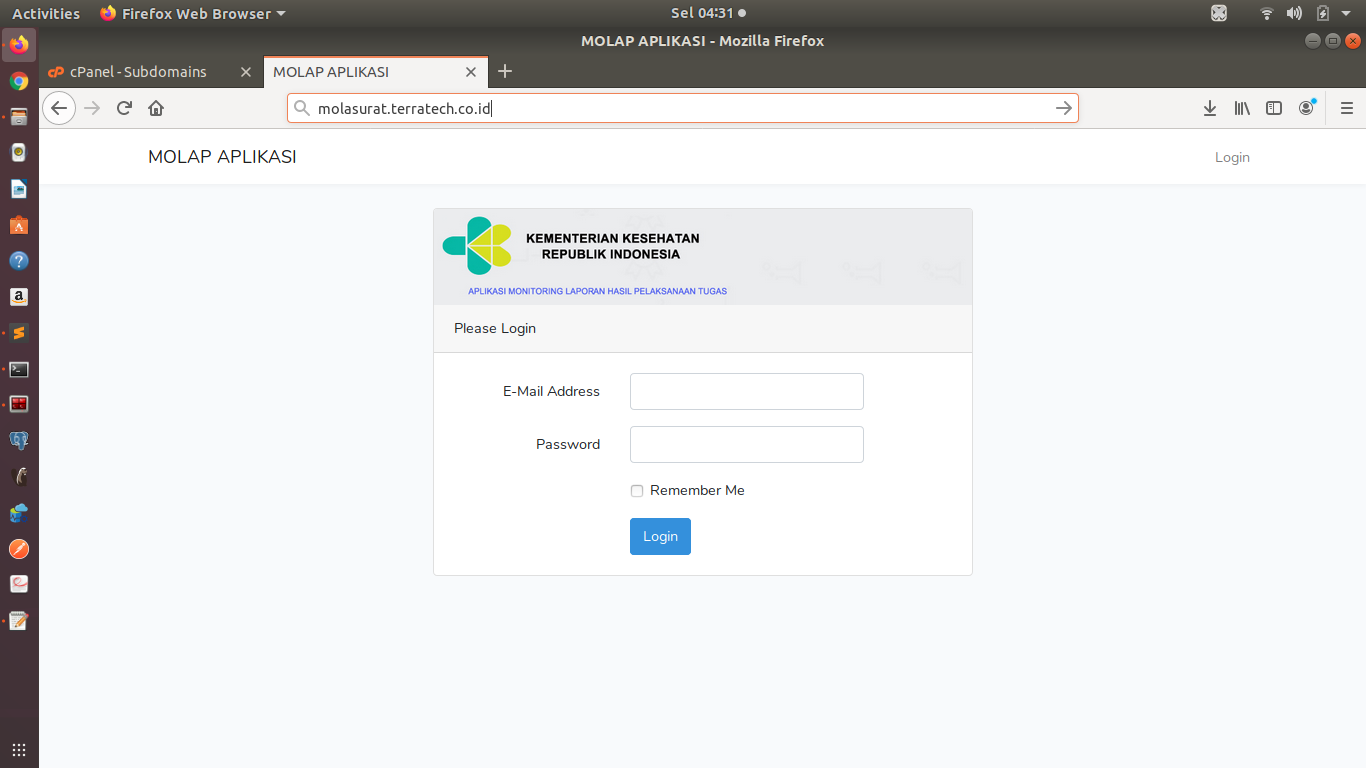 Activities Firefox Web Browser Sel 04:31
MOLAP APLIKASI - Mozilla Firefox
cPanel - Subdomains MOLAP APLIKASI
molasurat.terratech.co.id
MOLAP APLIKASI Login
KEMENTERIAN KESEHATAN
REPUBLIK INDONESIA
APLIKASI MONITORING LAPORAN HASIL PELAKSANAAN TUGAS
Please Login
E-Mail Address
Password
Remember Me
Login